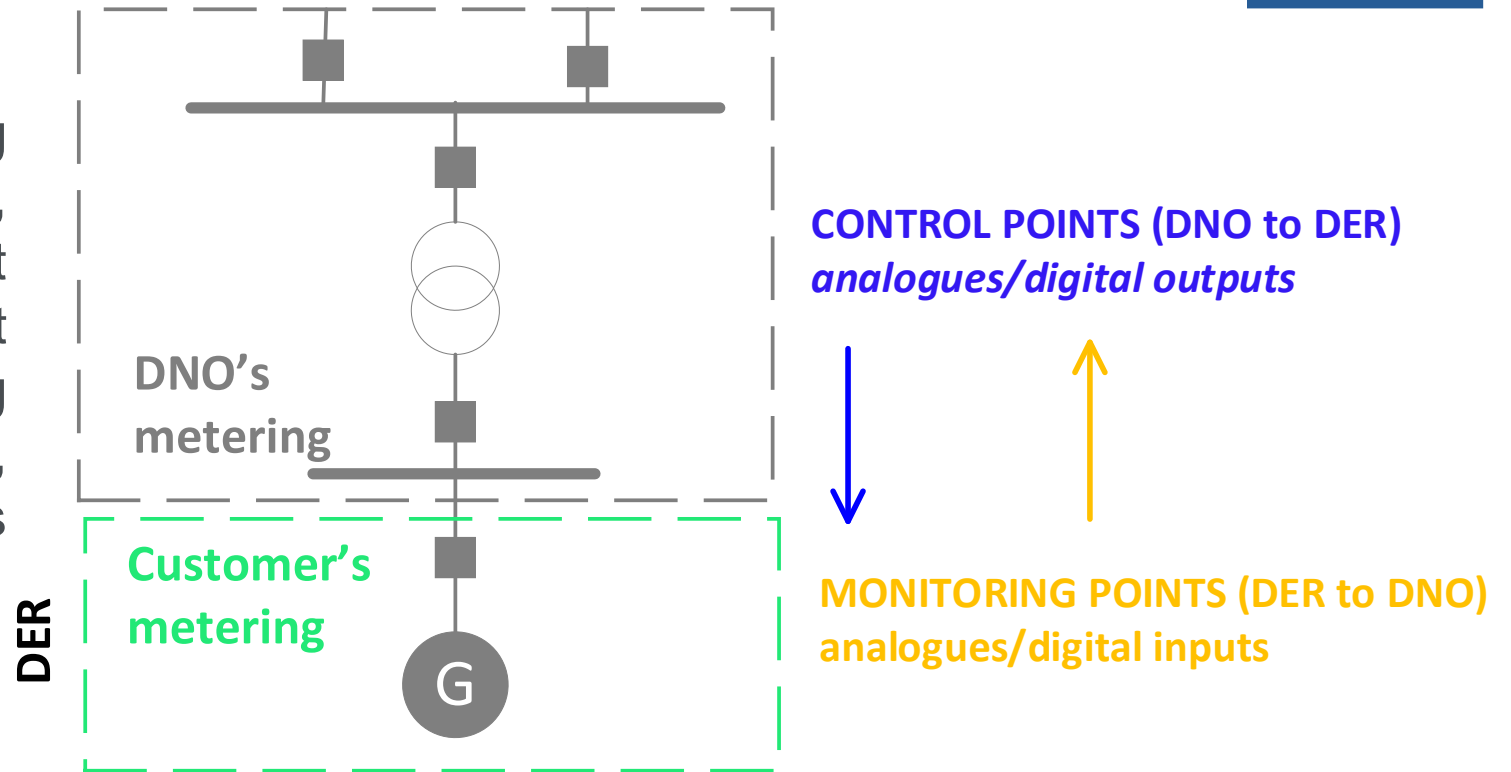 DNO’s
metering
CONTROL POINTS (DNO to DER)
analogues/digital outputs
Customer’s
metering
DER
G
MONITORING POINTS (DER to DNO)
analogues/digital inputs